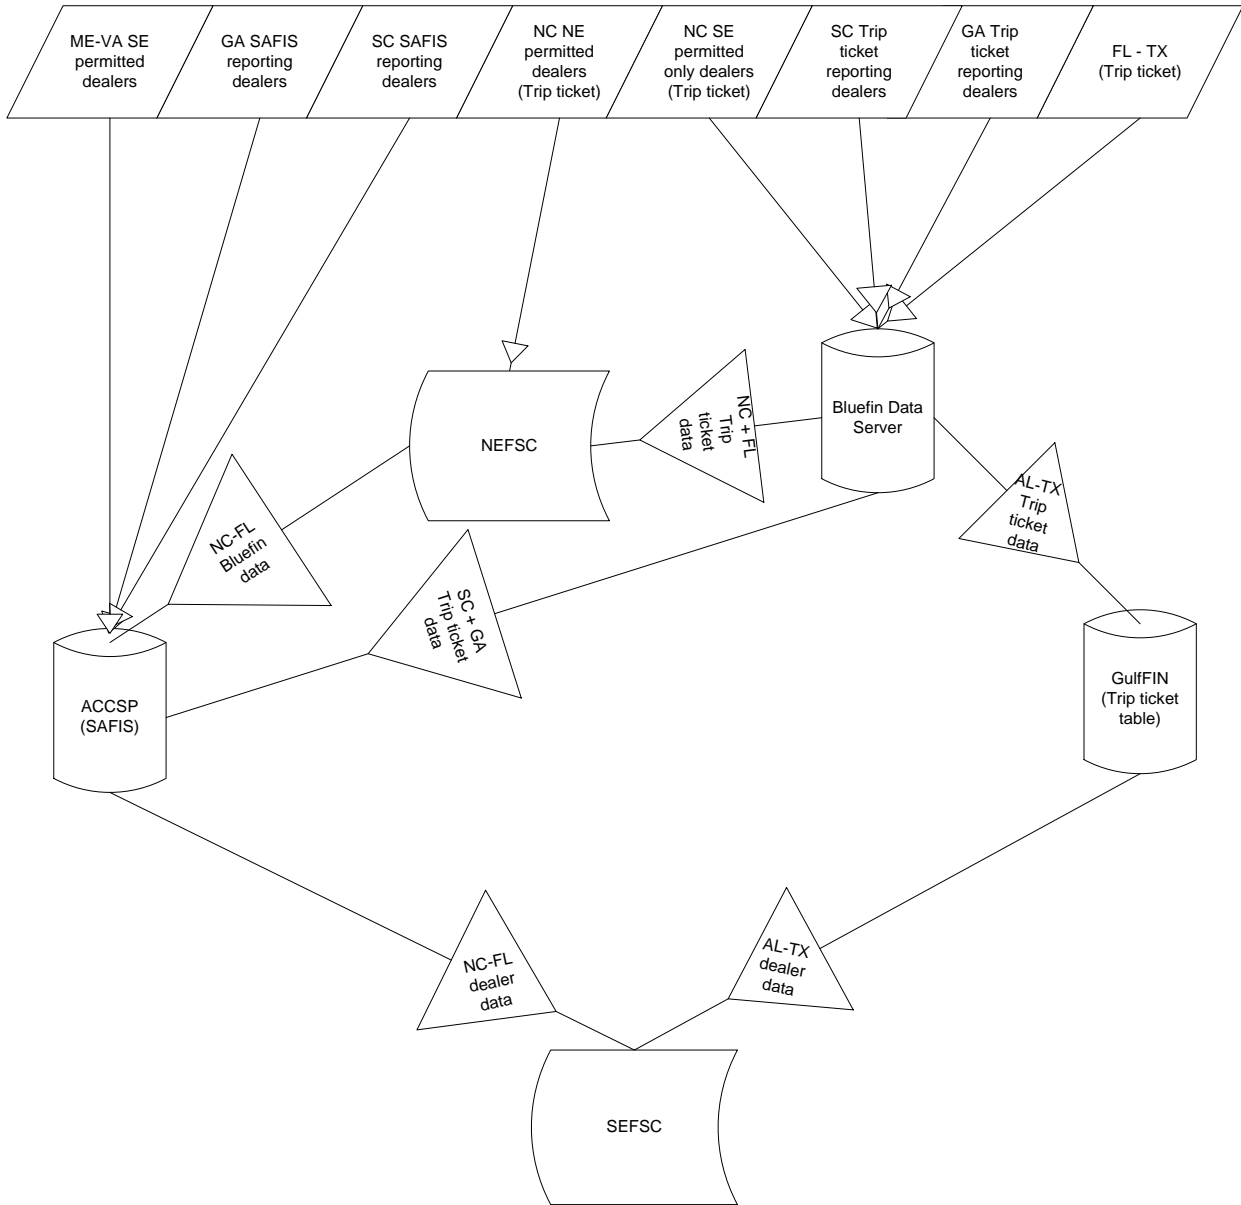 ME-VA SE
permitted
dealers
GA SAFIS
reporting
dealers
SC SAFIS
reporting
dealers
NC NE
permitted
dealers
(Trip ticket)
NC SE
permitted
only dealers
(Trip ticket)
SC Trip
ticket
reporting
dealers
GA Trip
ticket
reporting
dealers
FL - TX
(Trip ticket)
NEFSC
NC + FL
Trip
ticket
data
Bluefin Data
Server
AL-TX
Trip
ticket
data
NC-FL
Bluefin
data
SC + GA
Trip ticket
data
ACCSP
(SAFIS)
GulfFIN
(Trip ticket
table)
NC-FL
dealer
data
AL-TX
dealer
data
SEFSC